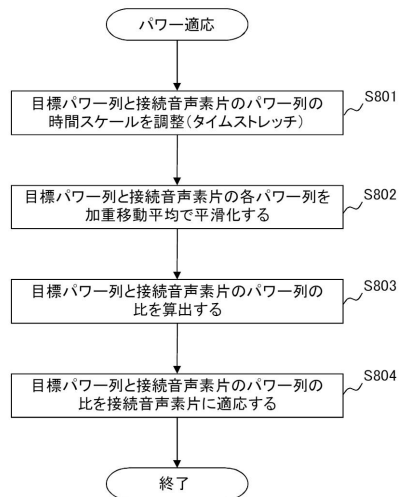 パワー適応
目標パワー列と接続音声素片のパワー列の
時間スケールを調整(タイムストレッチ)
S801
目標パワー列と接続音声素片の各パワー列を
加重移動平均で平滑化する
S802
目標パワー列と接続音声素片のパワー列の
比を算出する
S803
目標パワー列と接続音声素片のパワー列の
比を接続音声素片に適応する
S804
終了